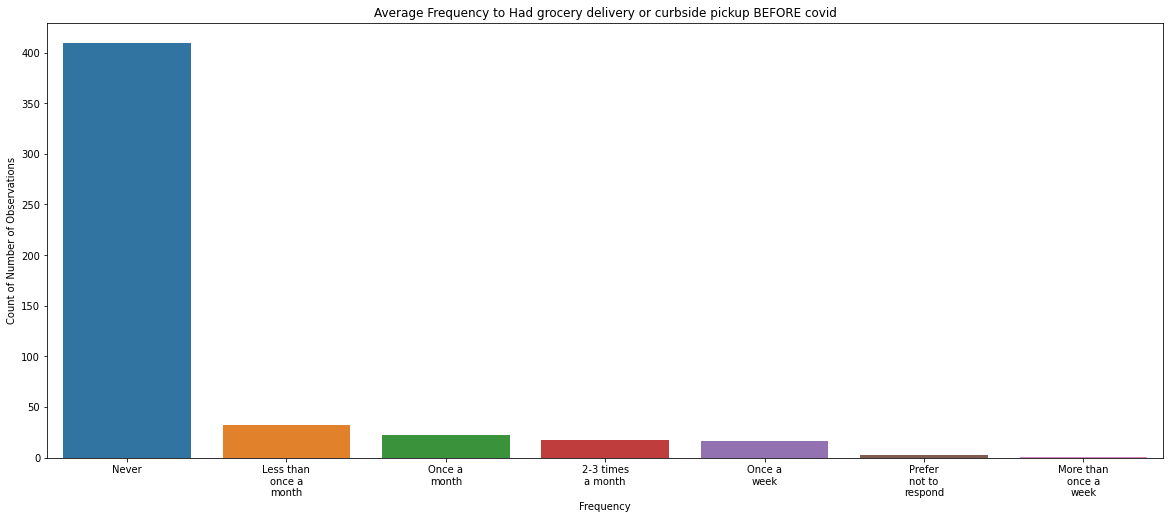 Average Frequency to Had grocery delivery or curbside pickup BEFORE covid
Count of Number of Observations
400
350
300
250
200
150
100
50
0
Never
Less than
once a
month
Once a
month
2-3 times
a month
Once a
week
Prefer
not to
respond
More than
once a
week
Frequency